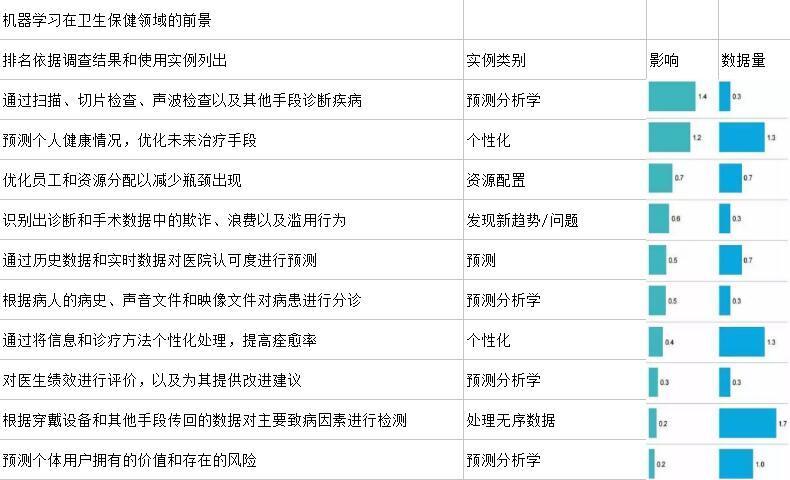 机器学习在卫生保健领域的前景
排名依据调查结果和使用实例列出 实例类别 影响 数据量
通过扫描、切片检查、声波检查以及其他手段诊断疾病 预测分析学 1.4 0.3
预测个人健康情况，优化未来治疗手段 个性化 1.2 1.3
优化员工和资源分配以减少瓶颈出现 资源配置 0.7 0.7
识别出诊断和手术数据中的欺诈、浪费以及滥用行为 发现新趋势/问题 0.6 0.3
通过历史数据和实时数据对医院认可度进行预测 预测 0.5 0.7
根据病人的病史、声音文件和映像文件对病患进行分诊 预测分析学 0.5 0.3
通过将信息和诊疗方法个性化处理，提高痊愈率 个性化 0.4 1.3
对医生绩效进行评价，以及为其提供改进建议 预测分析学 0.3 0.3
根据穿戴设备和其他手段传回的数据对主要致病因素进行检测 处理无序数据 0.2 1.7
预测个体用户拥有的价值和存在的风险 预测分析学 0.2 1.0